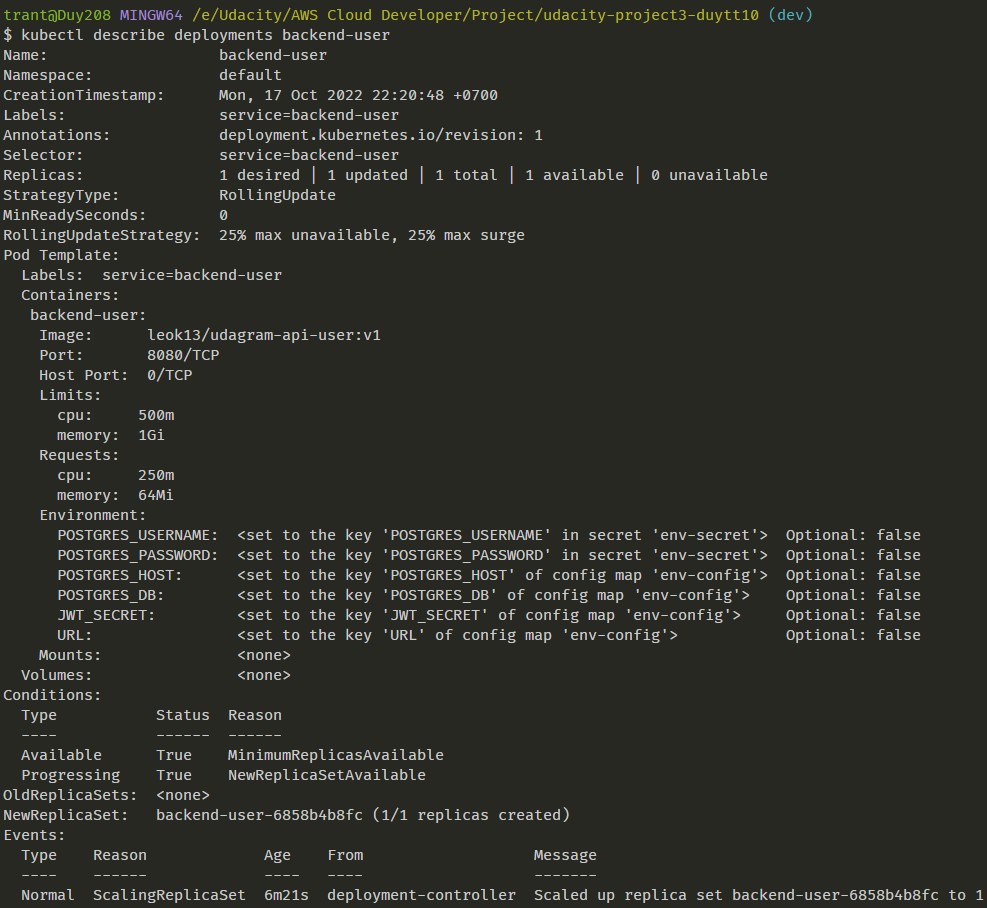 trant@Duy208 MINGW64 /e/Udacity/AWS Cloud Developer/Project/udacity-project3-duytt10 (dev)
$ kubectl describe deployments backend-user
Name:                   backend-user
Namespace:              default
CreationTimestamp:      Mon, 17 Oct 2022 22:20:48 +0700
Labels:                 service=backend-user
Annotations:            deployment.kubernetes.io/revision: 1
Selector:               service=backend-user
Replicas:               1 desired | 1 updated | 1 total | 1 available | 0 unavailable
StrategyType:           RollingUpdate
MinReadySeconds:        0
RollingUpdateStrategy:  25% max unavailable, 25% max surge
Pod Template:
  Labels:  service=backend-user
  Containers:
   backend-user:
    Image:      leok13/udagram-api-user:v1
    Port:       8080/TCP
    Host Port:  0/TCP
    Limits:
      cpu:     500m
      memory:  1Gi
    Requests:
      cpu:     250m
      memory:  64Mi
    Environment:
      POSTGRES_USERNAME:  <set to the key 'POSTGRES_USERNAME' in secret 'env-secret'>  Optional: false
      POSTGRES_PASSWORD:  <set to the key 'POSTGRES_PASSWORD' in secret 'env-secret'>  Optional: false
      POSTGRES_HOST:      <set to the key 'POSTGRES_HOST' of config map 'env-config'>  Optional: false
      POSTGRES_DB:        <set to the key 'POSTGRES_DB' of config map 'env-config'>    Optional: false
      JWT_SECRET:         <set to the key 'JWT_SECRET' of config map 'env-config'>     Optional: false
      URL:                <set to the key 'URL' of config map 'env-config'>            Optional: false
    Mounts:               <none>
  Volumes:                <none>
Conditions:
  Type           Status  Reason
  ----           ------  ------
  Available      True    MinimumReplicasAvailable
  Progressing    True    NewReplicaSetAvailable
OldReplicaSets:  <none>
NewReplicaSet:   backend-user-6858b4b8fc (1/1 replicas created)
Events:
  Type    Reason             Age    From                   Message
  ----    ------             ----   ----                   -------
  Normal  ScalingReplicaSet  6m21s  deployment-controller  Scaled up replica set backend-user-6858b4b8fc to 1